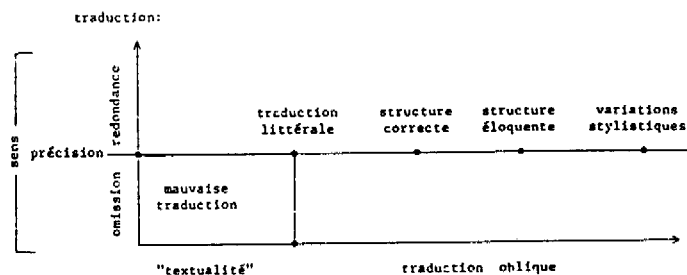 traduction:
redondance
traduction littérale
structure correcte
structure éloquente
variations stylistiques
sens
précision
omission
mauvaise traduction
"textualité"
traduction oblique